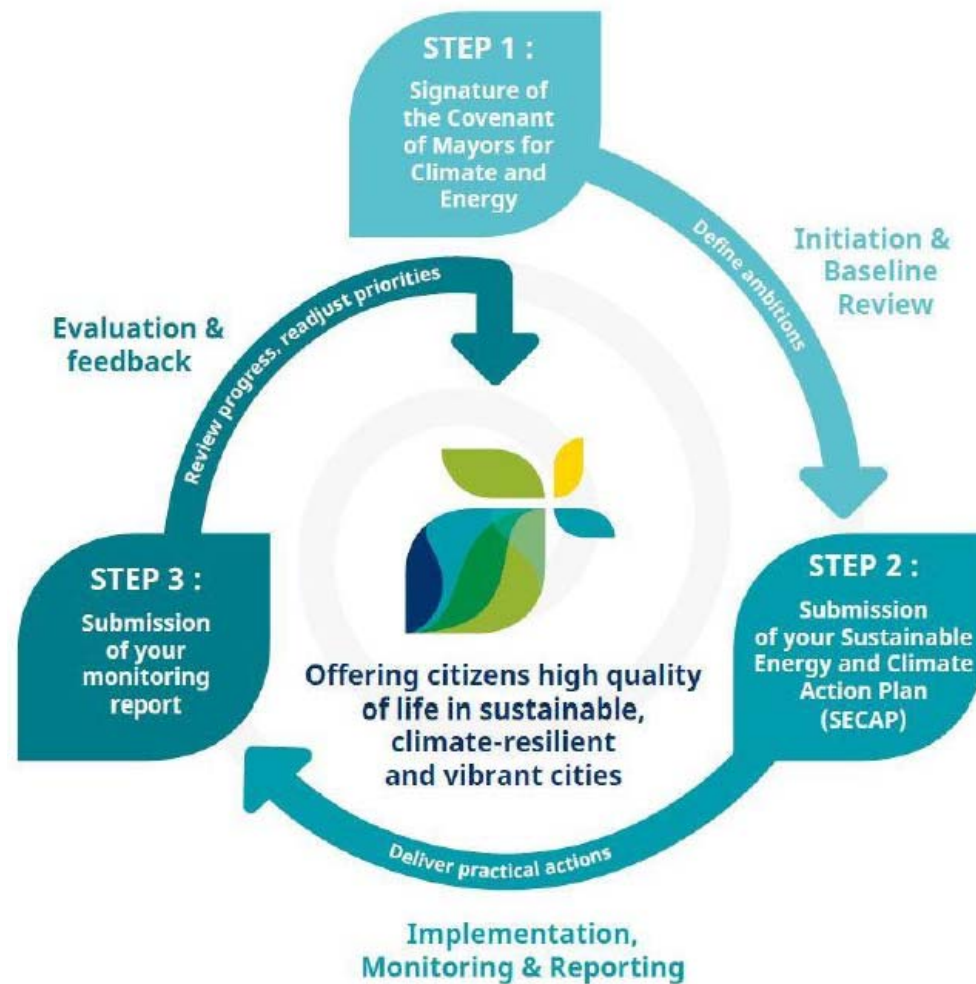 STEP 1 :
Signature of
the Covenant
of Mayors for
Climate and
Energy
Define ambitions
Initiation &
Baseline
Review
STEP 2 :
Submission
of your Sustainable
Energy and Climate
Action Plan
(SECAP)
Deliver practical actions
Implementation,
Monitoring & Reporting
STEP 3 :
Submission
of your
monitoring
report
Review progress, readjust priorities
Evaluation &
feedback
Offering citizens high quality
of life in sustainable,
climate-resilient
and vibrant cities